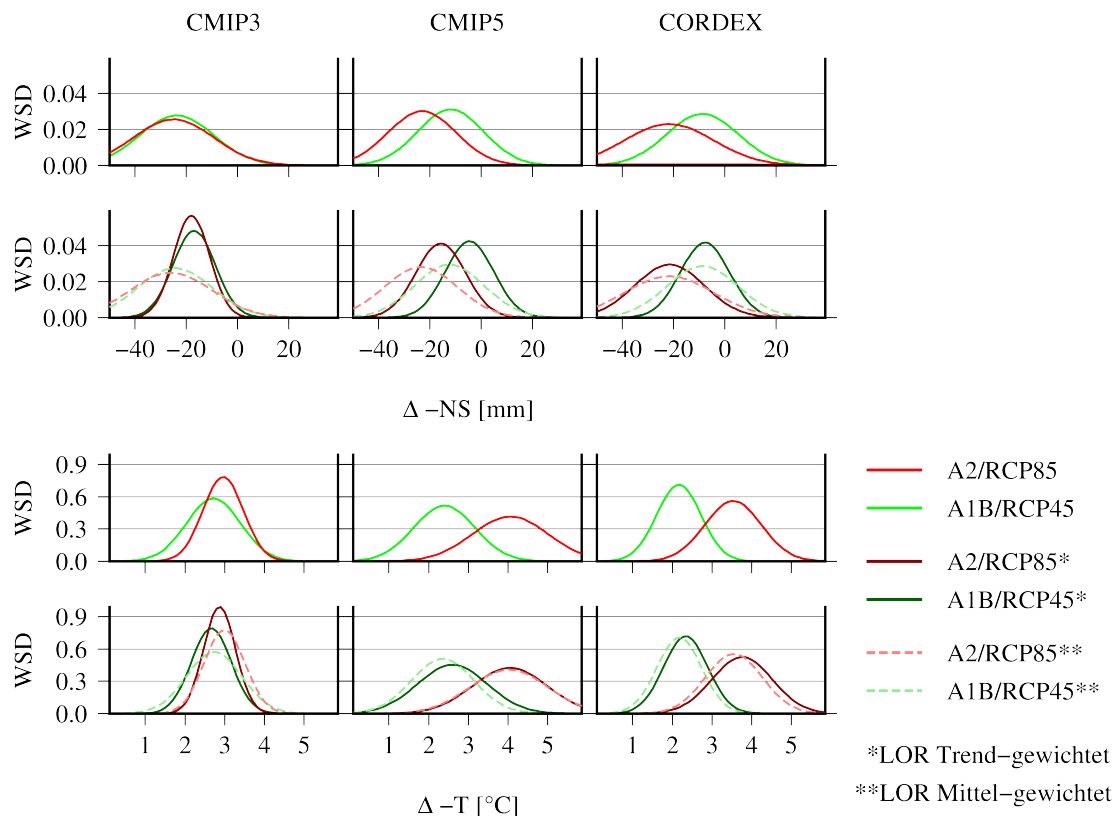 CMIP3 CMIP5 CORDEX
WSD
0.04
0.02
0.00
WSD
0.04
0.02
0.00
−40 −20 0 20 −40 −20 0 20 −40 −20 0 20
Δ −NS [mm]
WSD
0.9
0.6
0.3
0.0
WSD
0.9
0.6
0.3
0.0
1 2 3 4 5 1 2 3 4 5 1 2 3 4 5
Δ −T [°C]
A2/RCP85
A1B/RCP45
A2/RCP85*
A1B/RCP45*
A2/RCP85**
A1B/RCP45**
*LOR Trend−gewichtet
**LOR Mittel−gewichtet